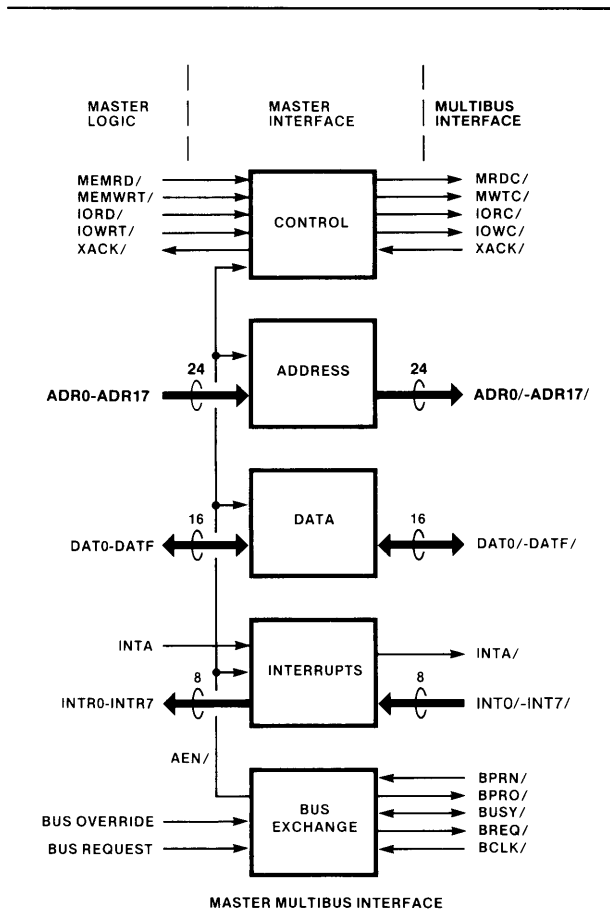 MASTER LOGIC
MASTER INTERFACE
MULTIBUS INTERFACE
MEMRD/
MEMWRT/
IORD/
IOWRT/
XACK/
CONTROL
MRDC/
MWTC/
IORC/
IOWC/
XACK/
24
ADR0-ADR17
ADDRESS
24
ADR0/-ADR17/
16
DAT0-DATF
DATA
16
DAT0/-DATF/
INTA
INTERRUPTS
INTA/
8
INTR0-INTR7
8
INT0/-INT7/
AEN/
BUS OVERRIDE
BUS REQUEST
BUS EXCHANGE
BPRN/
BPRO/
BUSY/
BREQ/
BCLK/
MASTER MULTIBUS INTERFACE